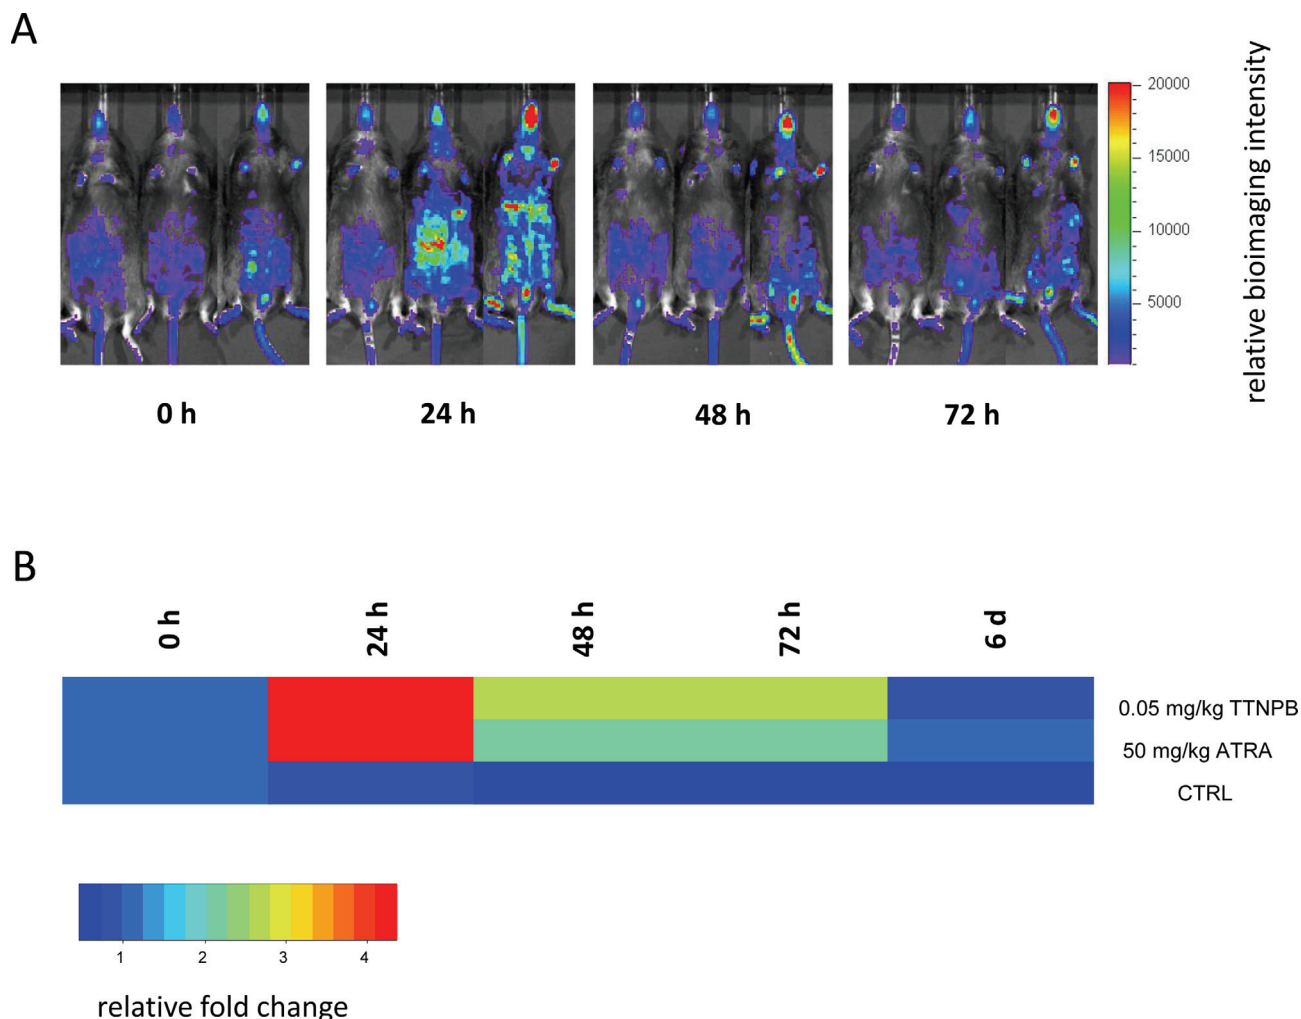 A
20000
15000
10000
5000
relative bioimaging intensity
0 h
24 h
48 h
72 h
B
0 h
24 h
48 h
72 h
6 d
0.05 mg/kg TTNPB
50 mg/kg ATRA
CTRL
1
2
3
4
relative fold change